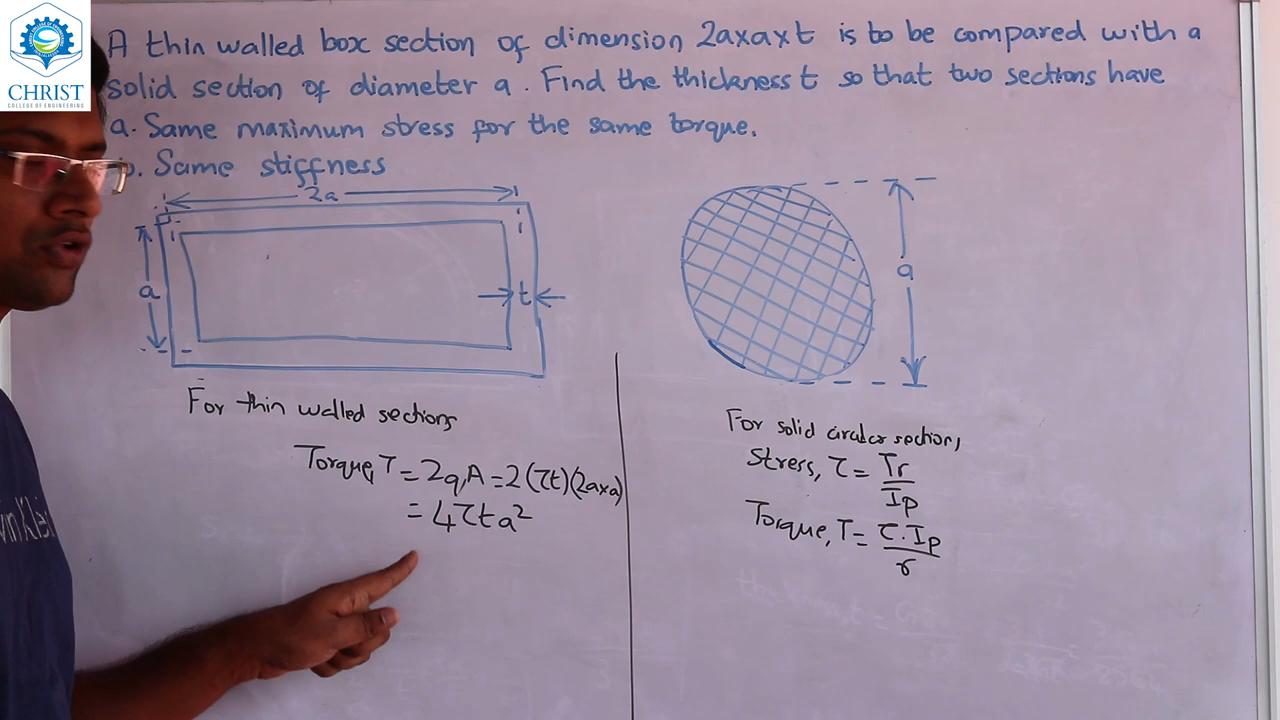 CHRIST
COLLEGE OF ENGINEERING
A thin walled box section of dimension 2axaxt is to be compared with a
solid section of diameter a. Find the thickness t so that two sections have
a. Same maximum stress for the same torque.
b. Same stiffness
2a
a
t
a
For thin walled sections
Torque, T = 2qA = 2(τt)(2axa)
= 4τta²
For solid circular section,
Stress, τ = Tr/Ip
Torque, T = τ.Ip/r